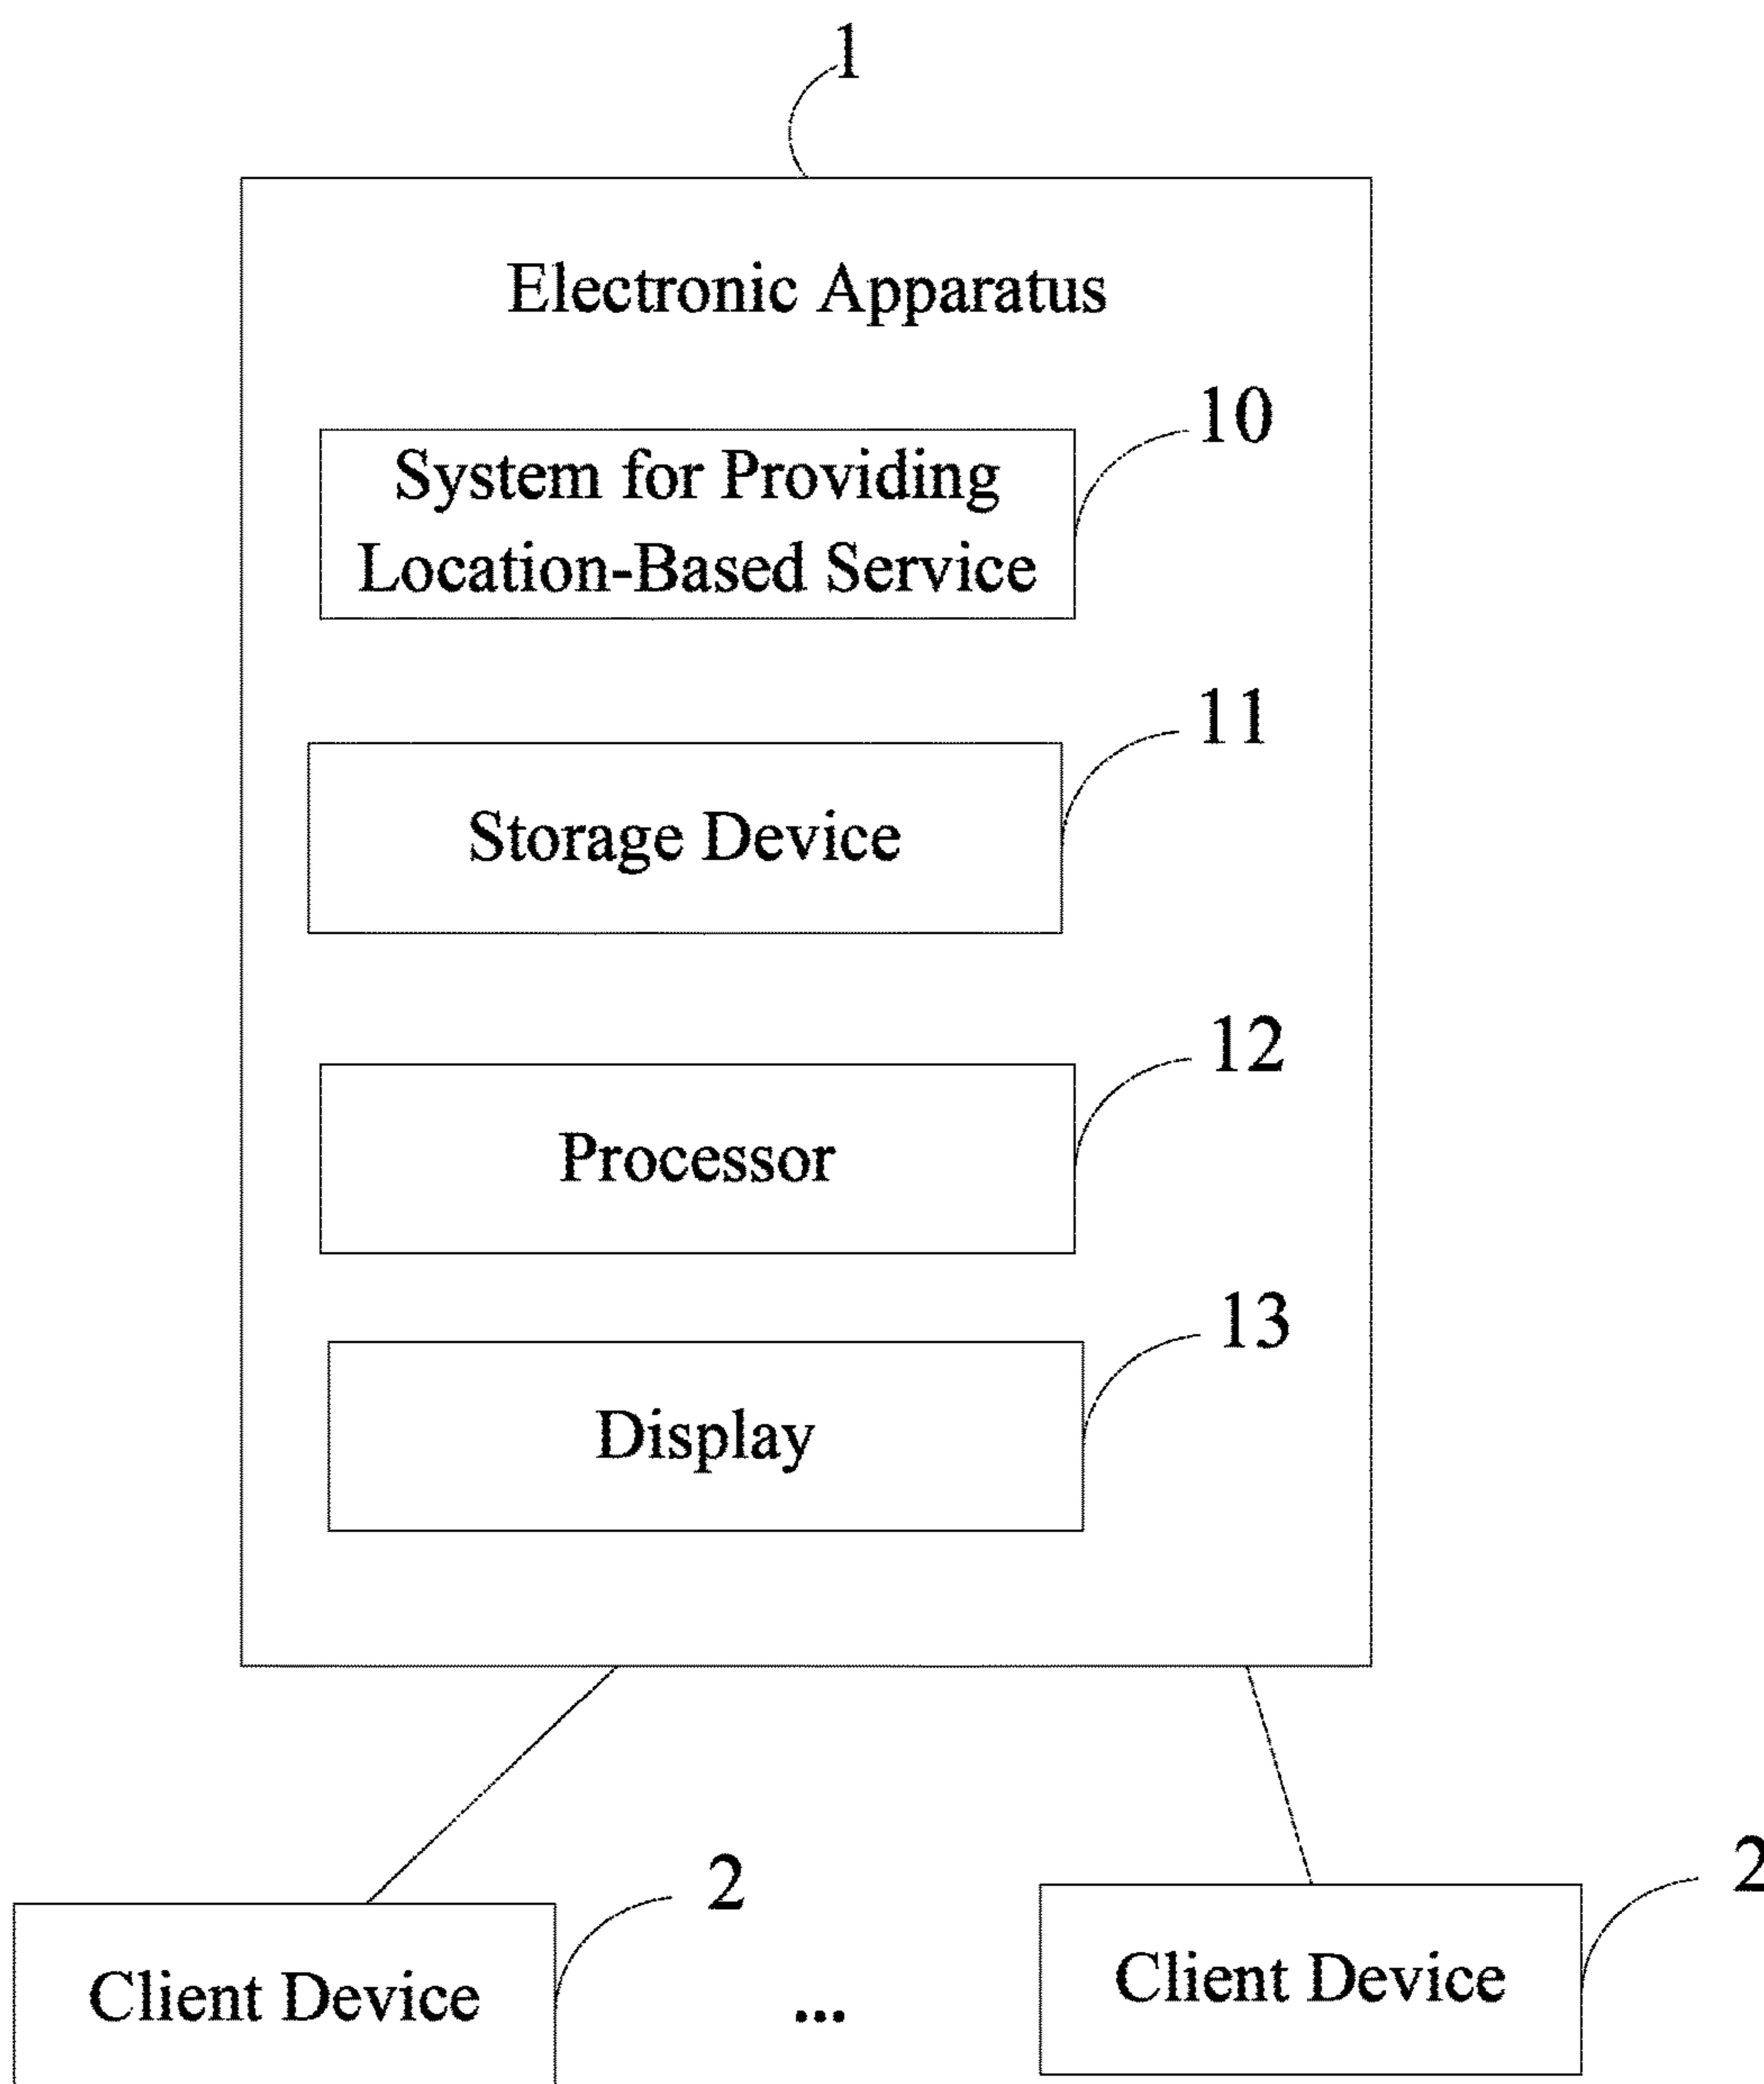 1
Electronic Apparatus
10
System for Providing
Location-Based Service
11
Storage Device
12
Processor
13
Display
2
2
Client Device
...
Client Device